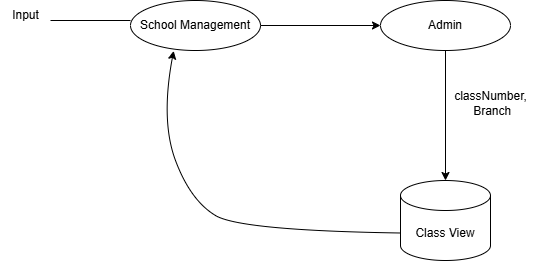 Input
School Management
Admin
classNumber,
Branch
Class View